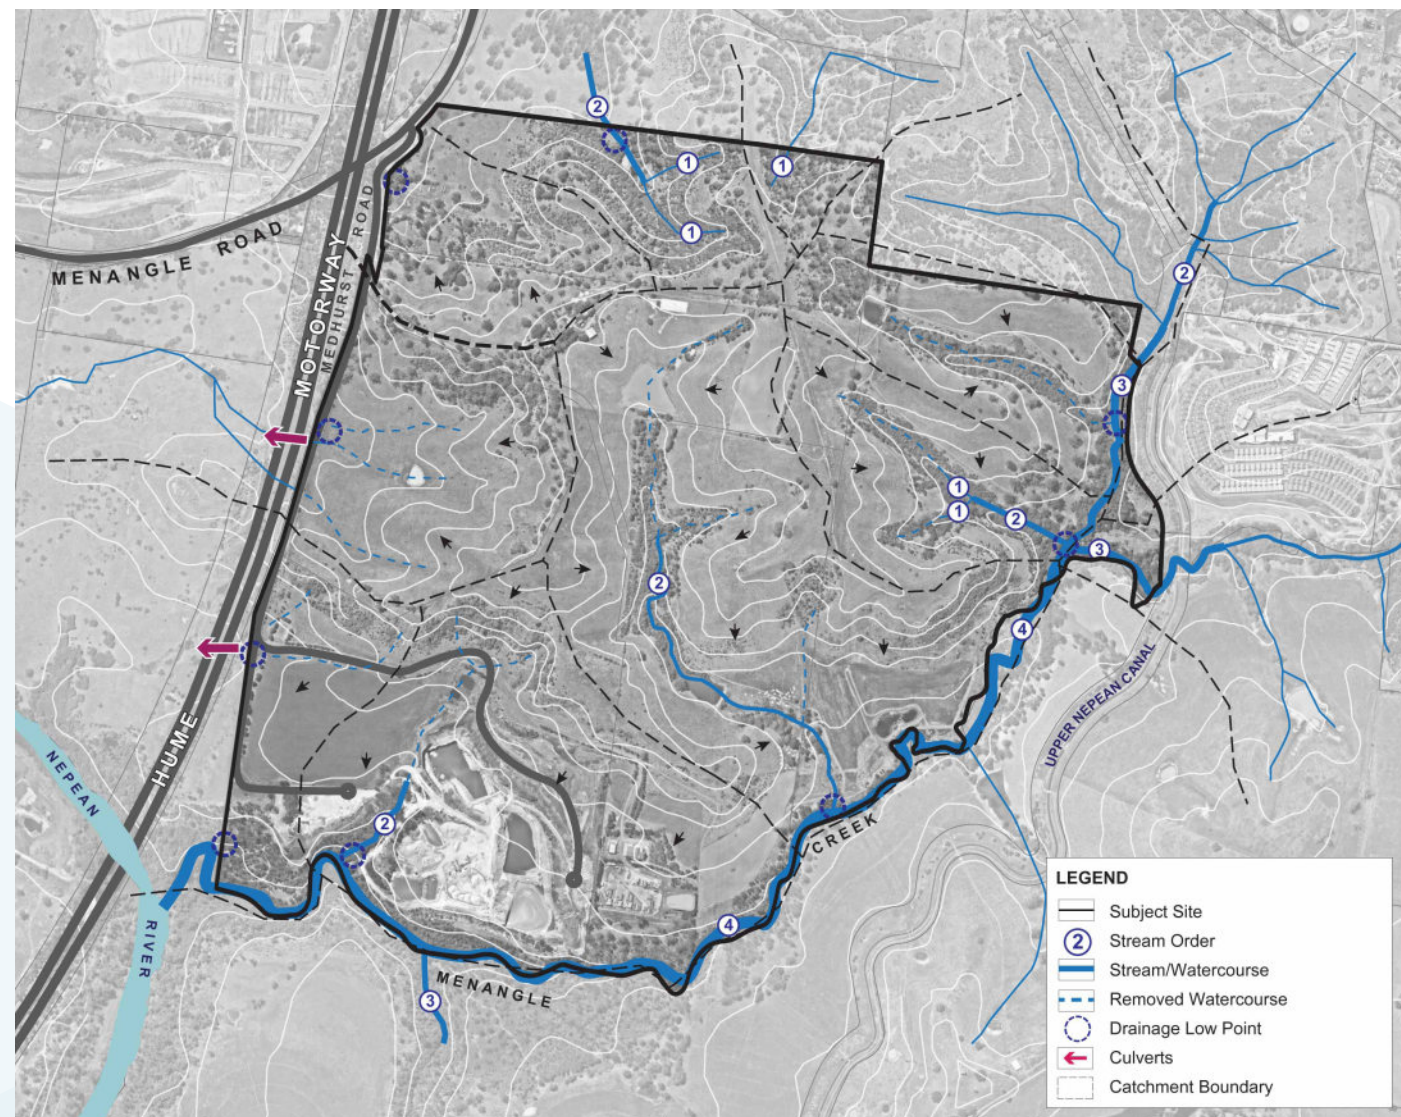 2
1
1
1
MENANGLE ROAD
MEDHURST ROAD
HUME MOTORWAY
2
3
1
1
2
3
2
4
UPPER NEPEAN CANAL
NEPEAN RIVER
2
4
3
MENANGLE CREEK
LEGEND
Subject Site
2 Stream Order
Stream/Watercourse
Removed Watercourse
Drainage Low Point
Culverts
Catchment Boundary